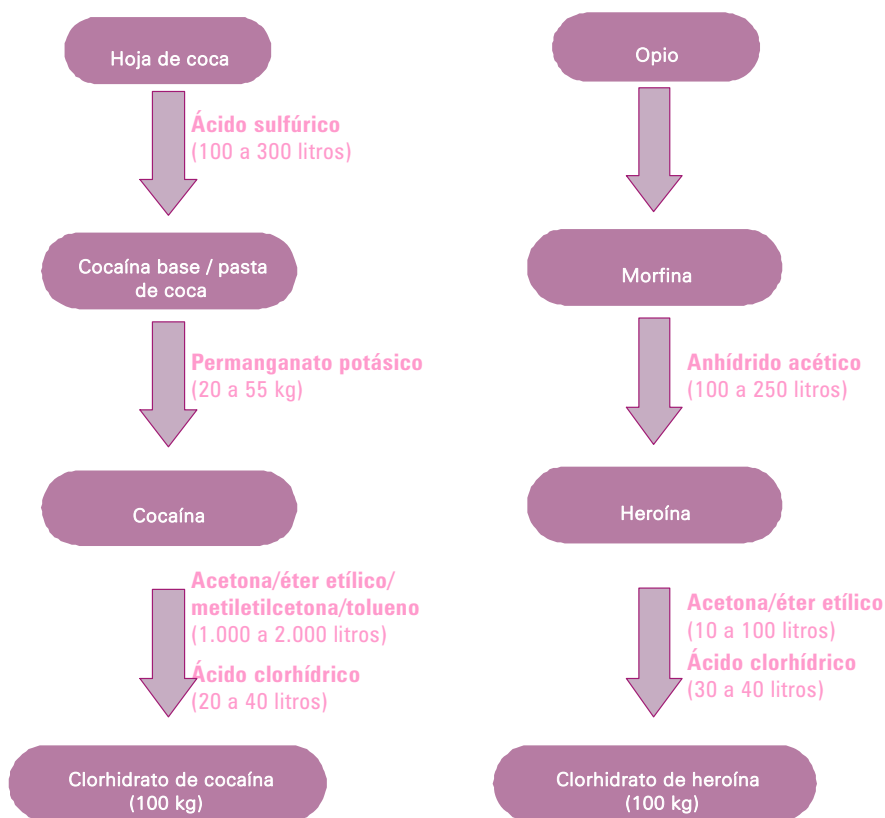 Hoja de coca
Ácido sulfúrico
(100 a 300 litros)
Cocaína base / pasta
de coca
Permanganato potásico
(20 a 55 kg)
Cocaína
Acetona/éter etílico/
metiletilcetona/tolueno
(1.000 a 2.000 litros)
Ácido clorhídrico
(20 a 40 litros)
Clorhidrato de cocaína
(100 kg)
Opio
Morfina
Anhídrido acético
(100 a 250 litros)
Heroína
Acetona/éter etílico
(10 a 100 litros)
Ácido clorhídrico
(30 a 40 litros)
Clorhidrato de heroína
(100 kg)